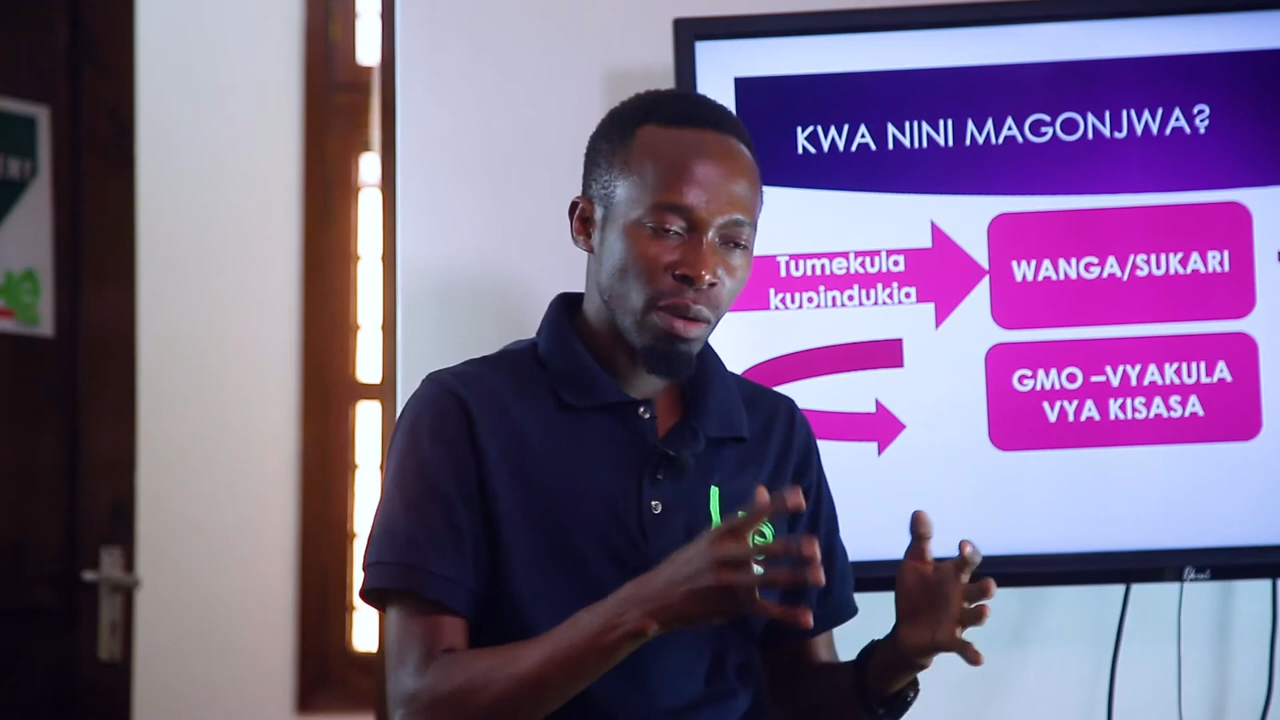 KWA NINI MAGONJWA?
Tumekula
kupindukia
WANGA/SUKARI
GMO –VYAKULA
VYA KISASA